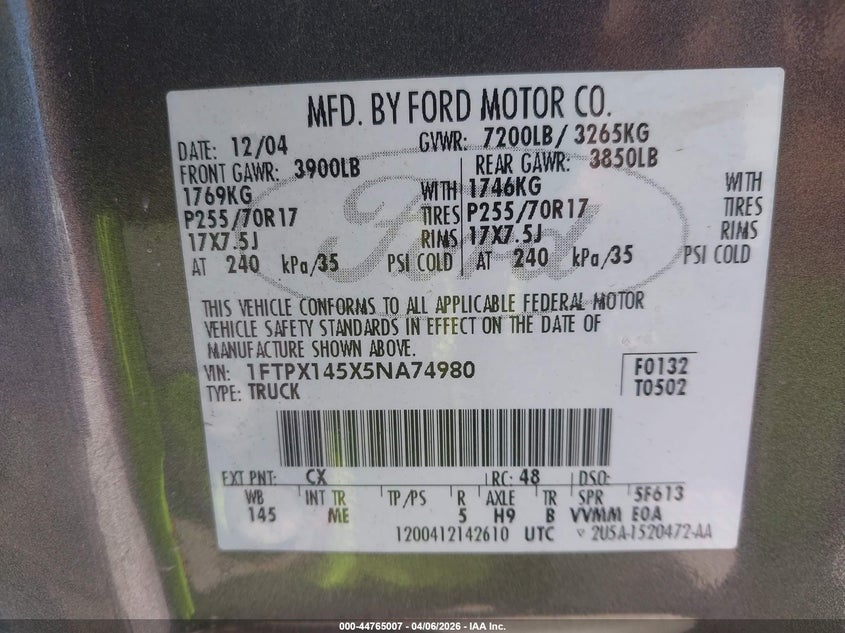 MFD. BY FORD MOTOR CO.
DATE: 12/04 GVWR: 7200LB/ 3265KG
FRONT GAWR: 3900LB REAR GAWR: 3850LB
1769KG WITH 1746KG WITH
P255/70R17 TIRES P255/70R17 TIRES
17X7.5J RIMS 17X7.5J RIMS
AT 240 kPa/35 PSI COLD AT 240 kPa/35 PSI COLD
THIS VEHICLE CONFORMS TO ALL APPLICABLE FEDERAL MOTOR
VEHICLE SAFETY STANDARDS IN EFFECT ON THE DATE OF
MANUFACTURE SHOWN ABOVE.
VIN: 1FTPX145X5NA74980 F0132
TYPE: TRUCK T0502
EXT PNT: CX RC: 48 DSO:
WB INT TR TP/PS R AXLE TR SPR 5F613
145 ME 5 H9 B VVMM EOA
1200412142610 UTC ▽ 2U5A-1520472-AA
Ford
000-44765007 - 04/06/2026 - IAA Inc.